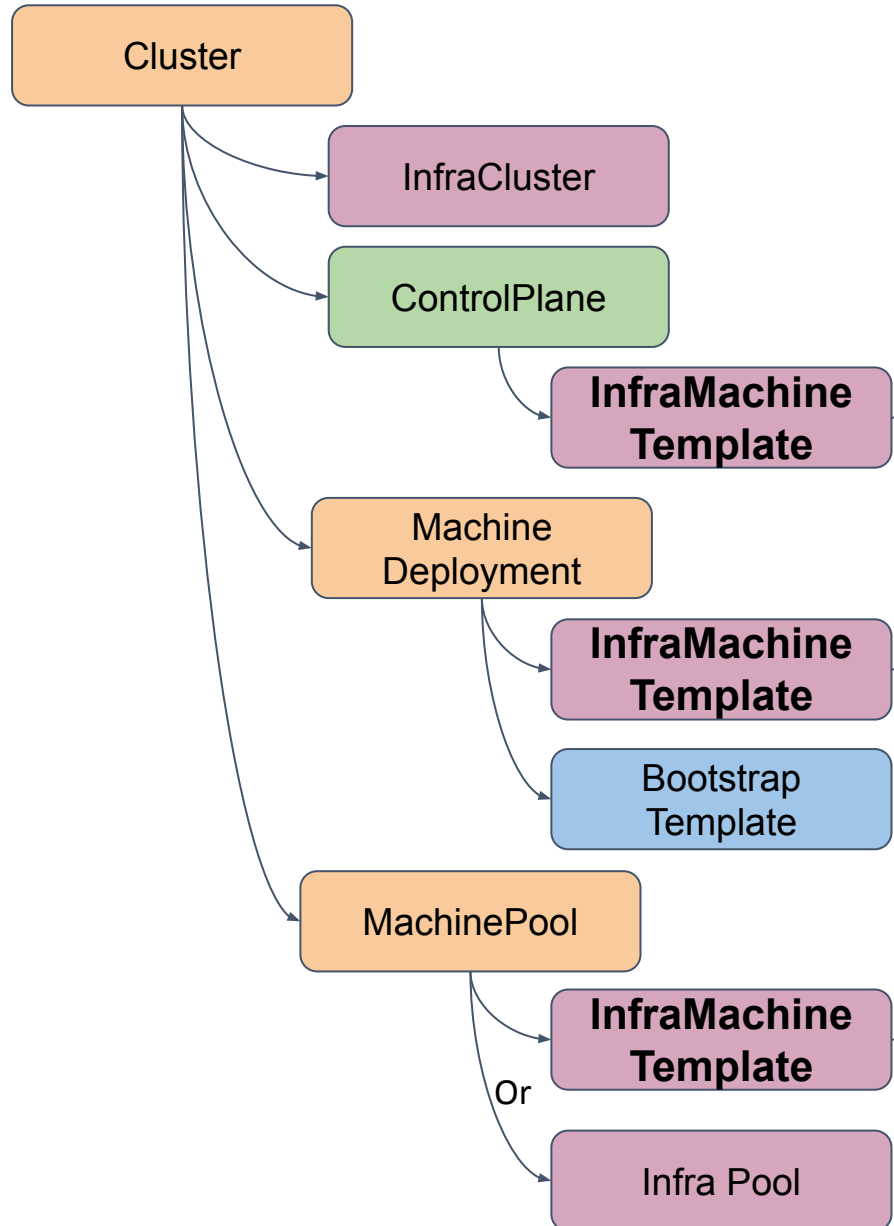 Cluster
InfraCluster
ControlPlane
InfraMachine
Template
Machine
Deployment
InfraMachine
Template
Bootstrap
Template
MachinePool
InfraMachine
Template
Or
Infra Pool